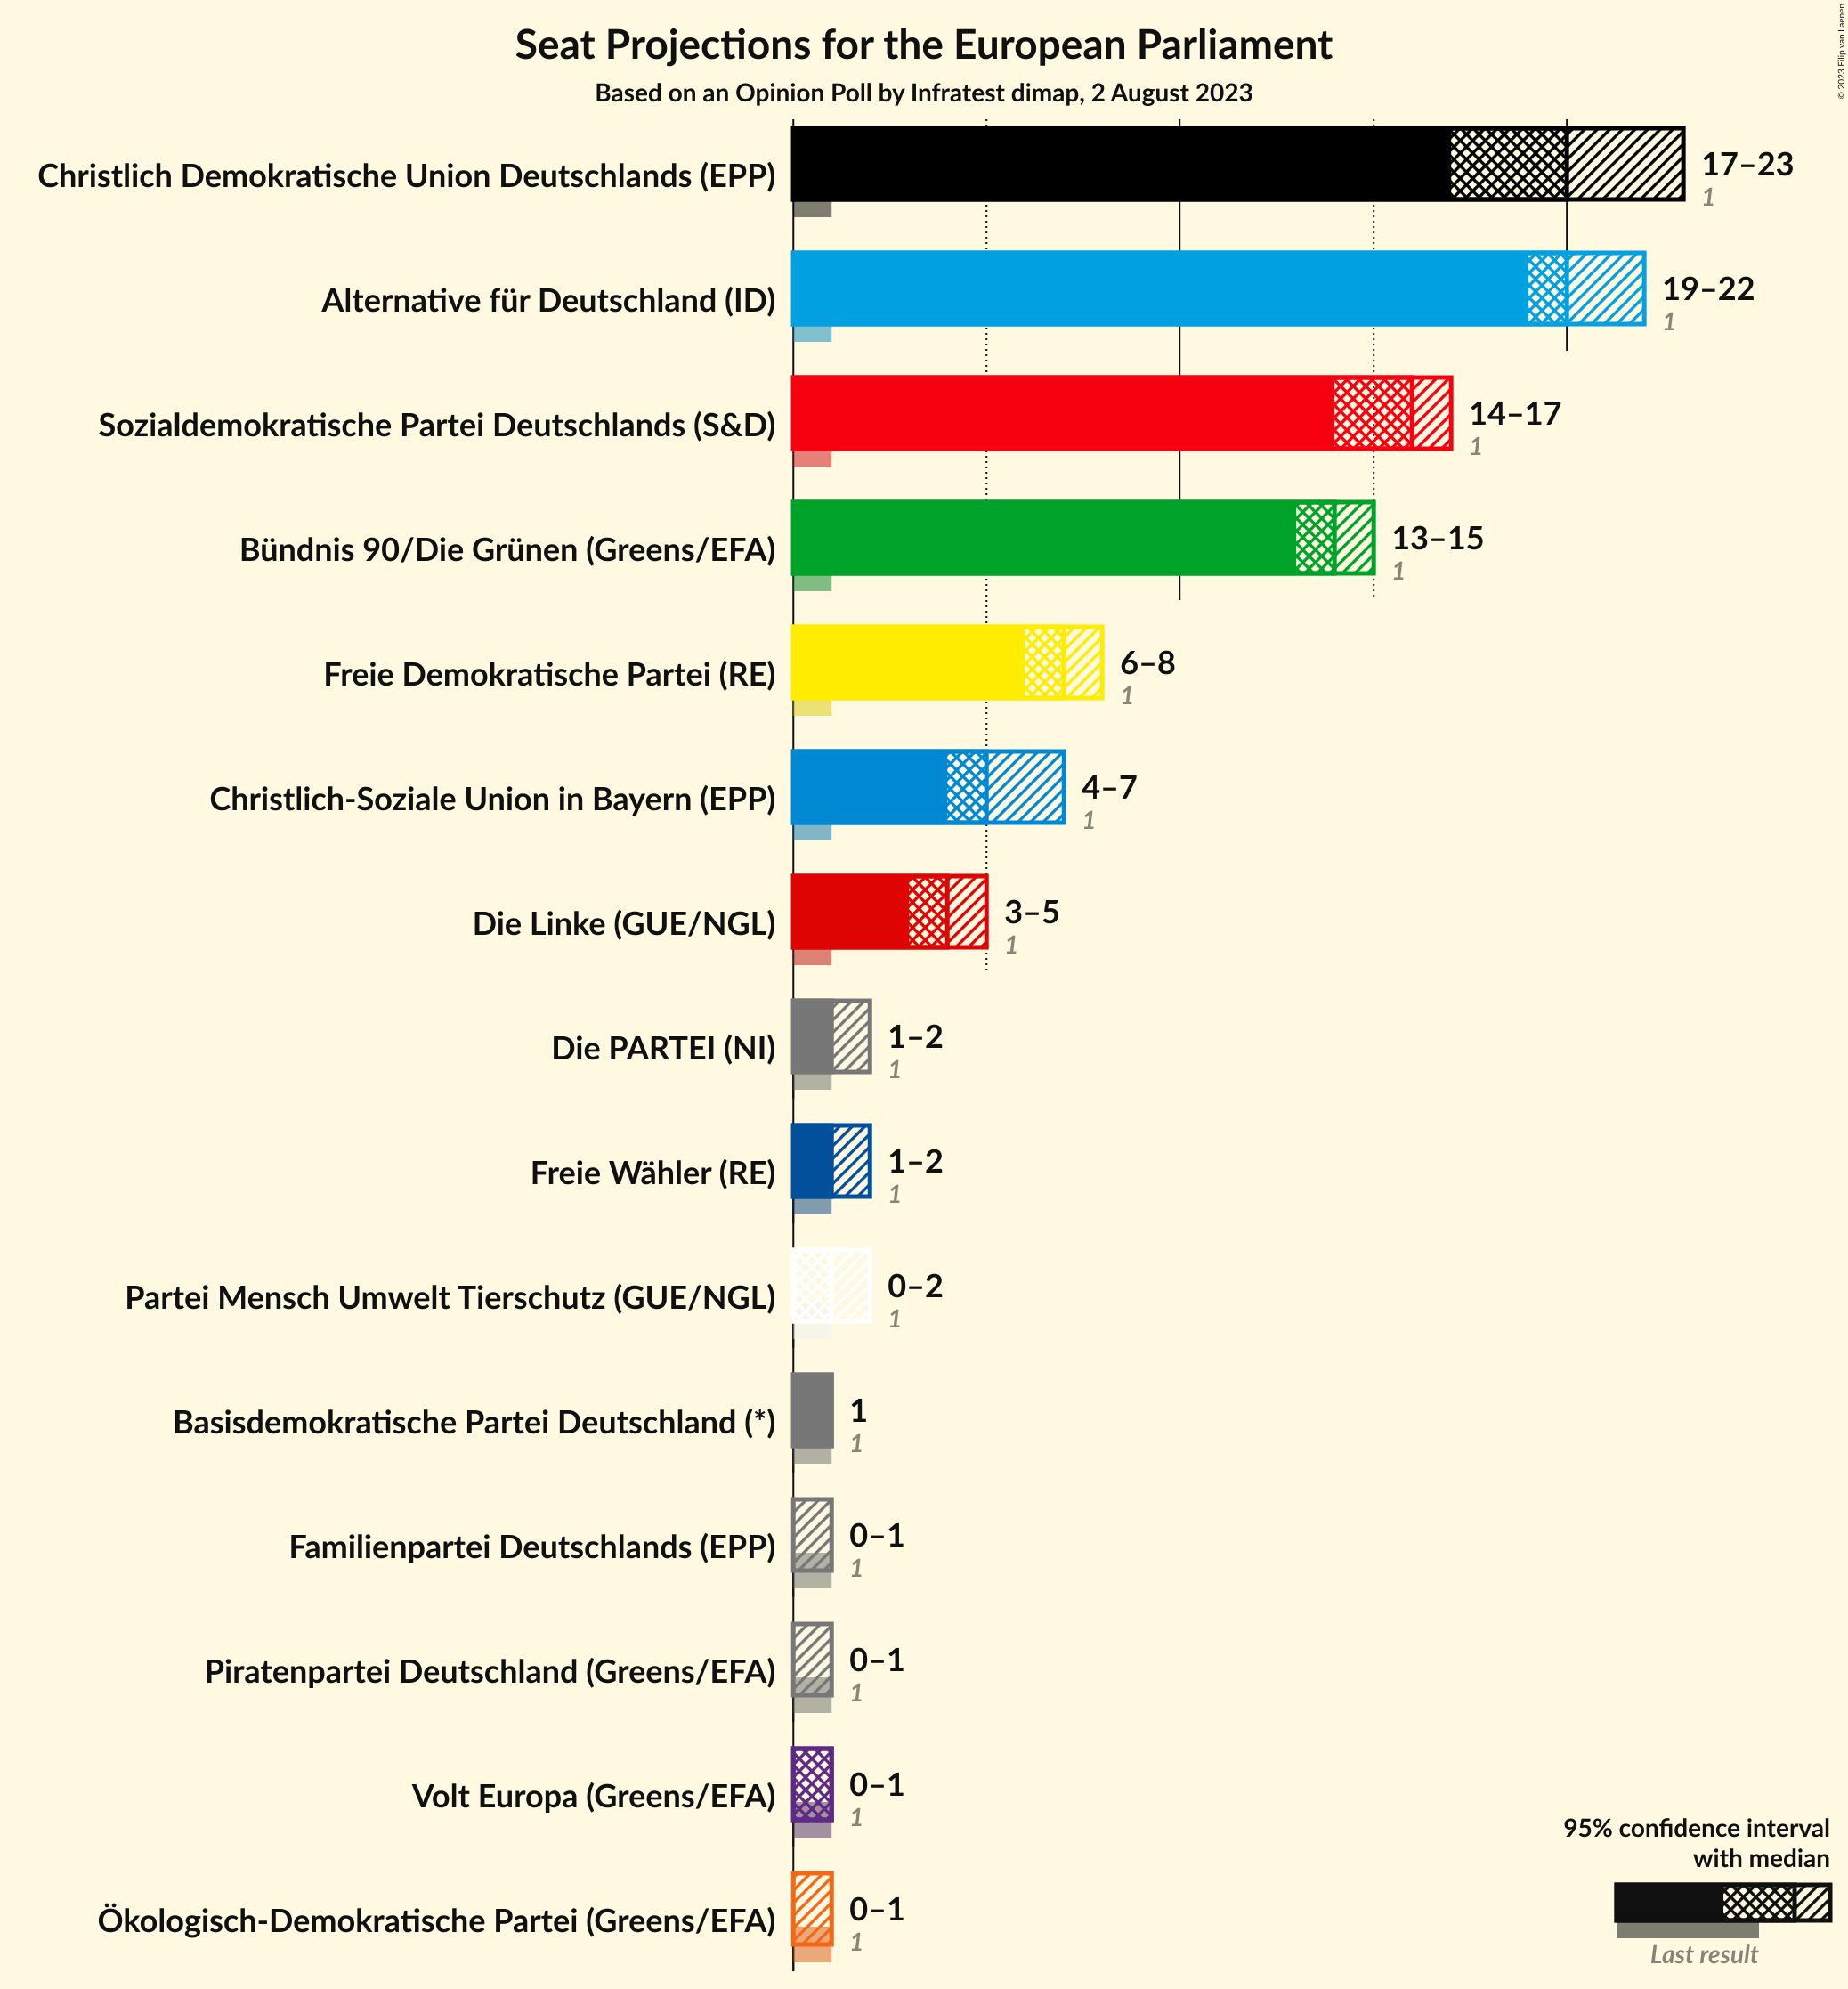 Seat Projections for the European Parliament
Based on an Opinion Poll by Infratest dimap, 2 August 2023
© 2023 Filip van Laenen
Christlich Demokratische Union Deutschlands (EPP)
17–23
1
Alternative für Deutschland (ID)
19–22
1
Sozialdemokratische Partei Deutschlands (S&D)
14–17
1
Bündnis 90/Die Grünen (Greens/EFA)
13–15
1
Freie Demokratische Partei (RE)
6–8
1
Christlich-Soziale Union in Bayern (EPP)
4–7
1
Die Linke (GUE/NGL)
3–5
1
Die PARTEI (NI)
1–2
1
Freie Wähler (RE)
1–2
1
Partei Mensch Umwelt Tierschutz (GUE/NGL)
0–2
1
Basisdemokratische Partei Deutschland (*)
1
1
Familienpartei Deutschlands (EPP)
0–1
1
Piratenpartei Deutschland (Greens/EFA)
0–1
1
Volt Europa (Greens/EFA)
0–1
1
Ökologisch-Demokratische Partei (Greens/EFA)
0–1
1
95% confidence interval
with median
Last result